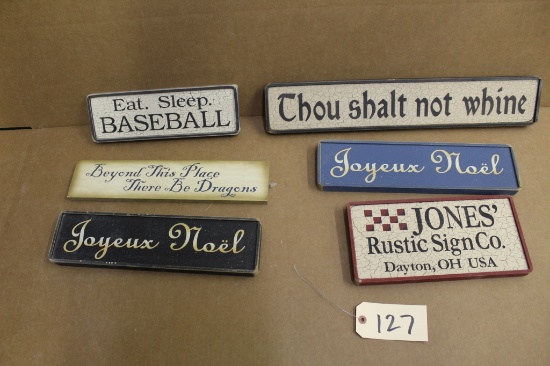 Eat. Sleep.
BASEBALL
Thou shalt not whine
Beyond This Place
There Be Dragons
Joyeux Noël
Joyeux Noël
JONES'
Rustic Sign Co.
Dayton, OH USA
127